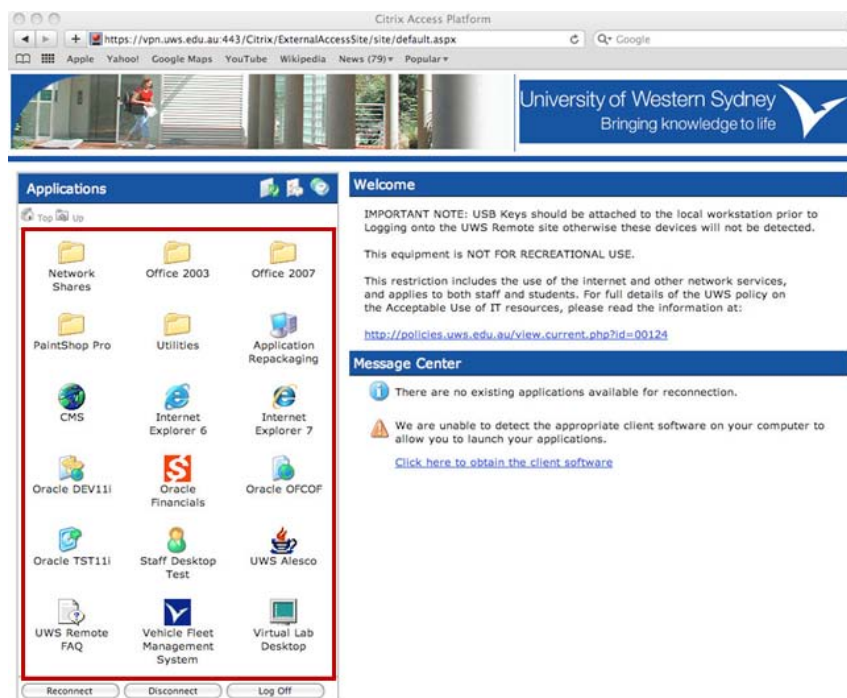 Citrix Access Platform
https://vpn.uws.edu.au:443/Citrix/ExternalAccessSite/site/default.aspx
Google
Apple Yahoo! Google Maps YouTube Wikipedia News (79) Popular
University of Western Sydney
Bringing knowledge to life
Applications
Top Up
Network
Shares
Office 2003
Office 2007
PaintShop Pro
Utilities
Application
Repackaging
CMS
Internet
Explorer 6
Internet
Explorer 7
Oracle DEV11i
Oracle
Financials
Oracle OFCOF
Oracle TST11i
Staff Desktop
Test
UWS Alesco
UWS Remote
FAQ
Vehicle Fleet
Management
System
Virtual Lab
Desktop
Reconnect Disconnect Log Off
Welcome
IMPORTANT NOTE: USB Keys should be attached to the local workstation prior to
Logging onto the UWS Remote site otherwise these devices will not be detected.
This equipment is NOT FOR RECREATIONAL USE.
This restriction includes the use of the internet and other network services,
and applies to both staff and students. For full details of the UWS policy on
the Acceptable Use of IT resources, please read the information at:
http://policies.uws.edu.au/view.current.php?id=00124
Message Center
There are no existing applications available for reconnection.
We are unable to detect the appropriate client software on your computer to
allow you to launch your applications.
Click here to obtain the client software